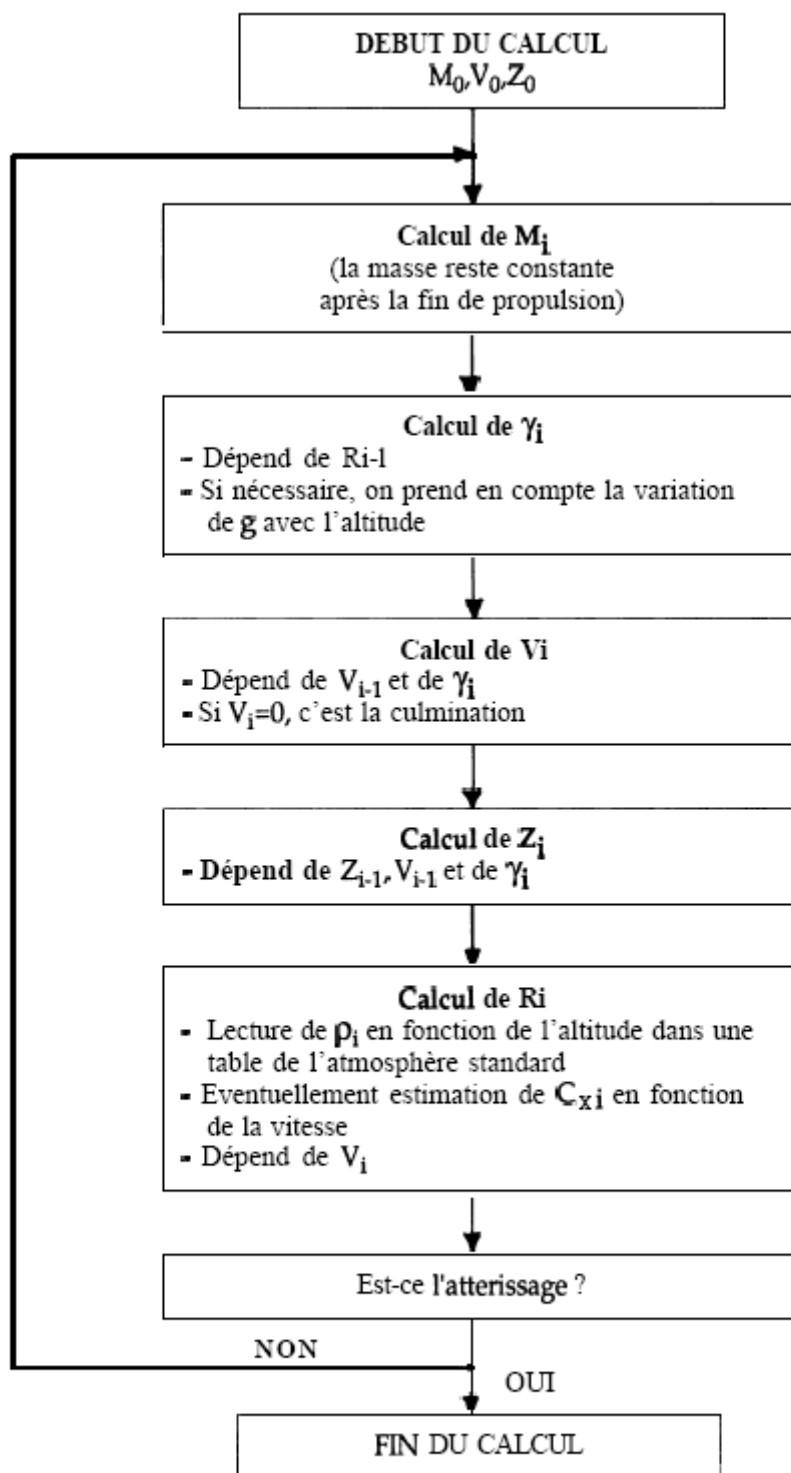 DEBUT DU CALCUL
M₀,V₀,Z₀
Calcul de Mᵢ
(la masse reste constante
après la fin de propulsion)
Calcul de γᵢ
- Dépend de Ri-l
- Si nécessaire, on prend en compte la variation
de g avec l'altitude
Calcul de Vi
- Dépend de Vᵢ₋₁ et de γᵢ
- Si Vᵢ=0, c'est la culmination
Calcul de Zᵢ
- Dépend de Zᵢ₋₁, Vᵢ₋₁ et de γᵢ
Calcul de Ri
- Lecture de ρᵢ en fonction de l'altitude dans une
table de l'atmosphère standard
- Eventuellement estimation de Cₓᵢ en fonction
de la vitesse
- Dépend de Vᵢ
Est-ce l'atterissage ?
NON
OUI
FIN DU CALCUL